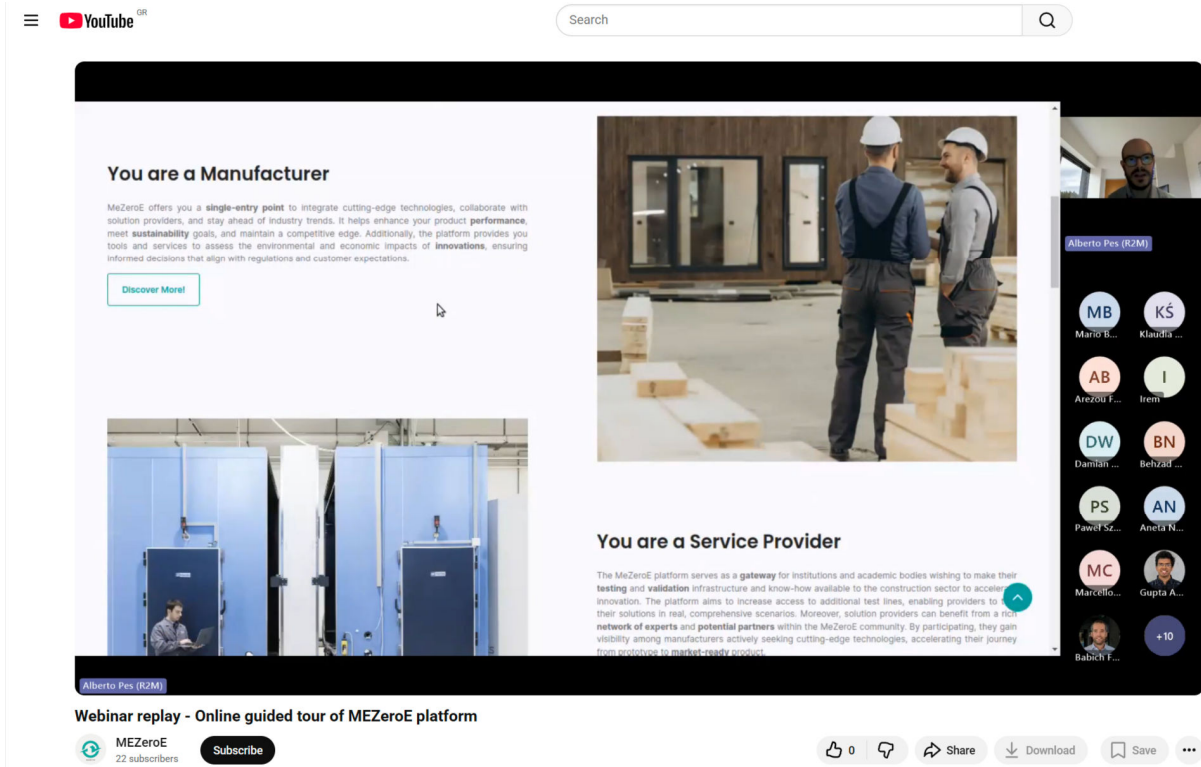 YouTube GR
Search
You are a Manufacturer
MeZeroE offers you a single-entry point to integrate cutting-edge technologies, collaborate with
solution providers, and stay ahead of industry trends. It helps enhance your product performance,
meet sustainability goals, and maintain a competitive edge. Additionally, the platform provides you
tools and services to assess the environmental and economic impacts of innovations, ensuring
informed decisions that align with regulations and customer expectations.
Discover More!
You are a Service Provider
The MeZeroE platform serves as a gateway for institutions and academic bodies wishing to make their
testing and validation infrastructure and know-how available to the construction sector to
innovation. The platform aims to increase access to additional test lines, enabling providers to
their solutions in real, comprehensive scenarios. Moreover, solution providers can benefit from a rich
network of experts and potential partners within the MeZeroE community. By participating, they gain
visibility among manufacturers actively seeking cutting-edge technologies, accelerating their journey
from prototype to market-ready product.
Alberto Pes (R2M)
MB KŚ
Mario B... Klaudia ...
AB I
Arezou F... Irem
DW BN
Damian ... Behzad ...
PS AN
Paweł Sz... Aneta N...
MC
Marcello... Gupta A...
+10
Babich F...
Alberto Pes (R2M)
Webinar replay - Online guided tour of MEZeroE platform
MEZeroE
22 subscribers
Subscribe
0
Share
Download
Save